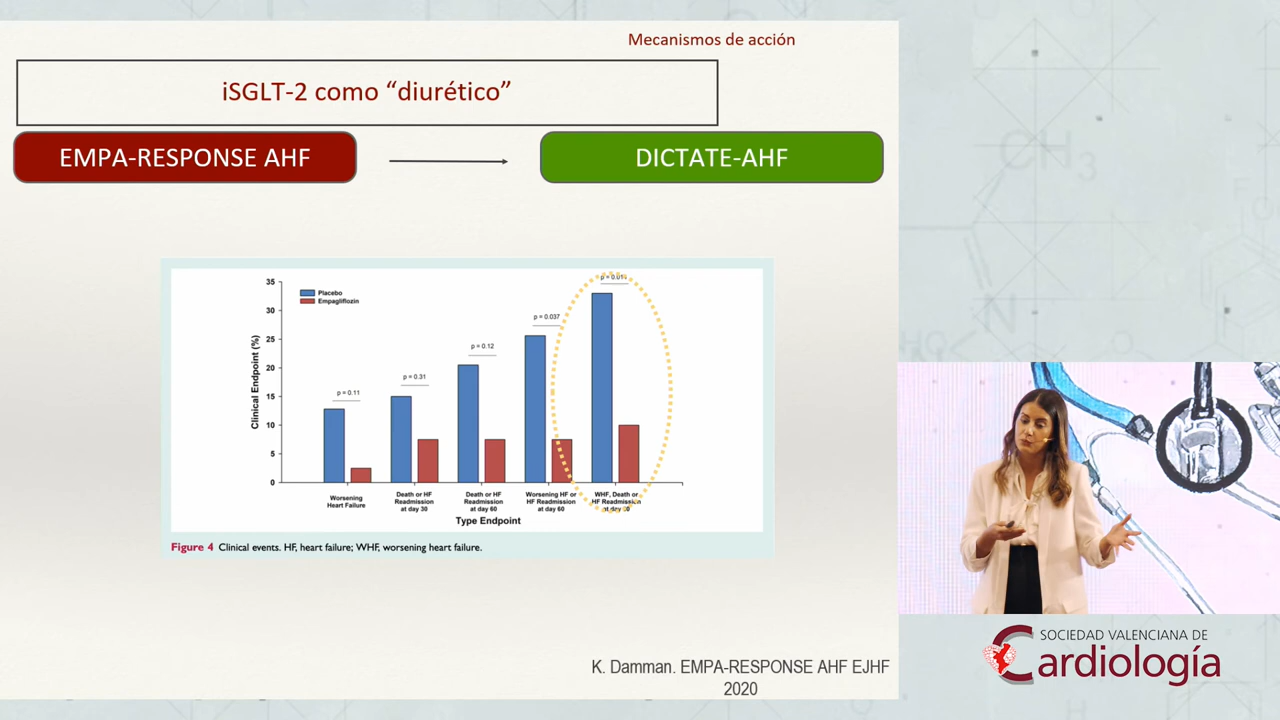 Mecanismos de acción
iSGLT-2 como “diurético”
EMPA-RESPONSE AHF
DICTATE-AHF
35
30
25
20
15
10
5
0
Clinical Endpoint (%)
Placebo
Empagliflozin
p = 0.11
p = 0.31
p = 0.12
p = 0.037
Worsening
Heart Failure
Death or HF
Readmission
at day 30
Death or HF
Readmission
at day 60
Worsening HF or
HF Readmission
at day 60
WHF, Death or
HF Readmission
at day
Type Endpoint
Figure 4 Clinical events. HF, heart failure; WHF, worsening heart failure.
K. Damman. EMPA-RESPONSE AHF EJHF
2020
SOCIEDAD VALENCIANA DE
Cardiología
CH3
N
HO
O